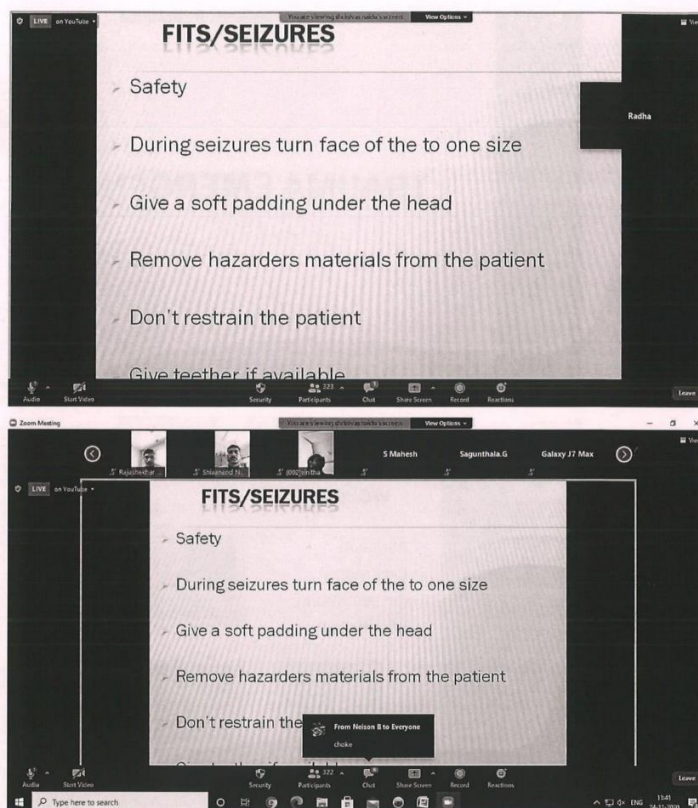 LIVE on YouTube
View Options
View
FITS/SEIZURES
Safety
Radha
During seizures turn face of the to one size
Give a soft padding under the head
Remove hazarders materials from the patient
Don't restrain the patient
Give teether if available
Audio Start Video Security Participants 323 Chat Share Screen Record Reactions Leave
Zoom Meeting View Options
S Mahesh Sagunthala.G Galaxy J7 Max
LIVE on YouTube
FITS/SEIZURES
Safety
During seizures turn face of the to one size
Give a soft padding under the head
Remove hazarders materials from the patient
Don't restrain the
From Nelson B to Everyone
choke
Audio Start Video Security Participants 322 Chat Share Screen Record Reactions Leave
Type here to search
ENG